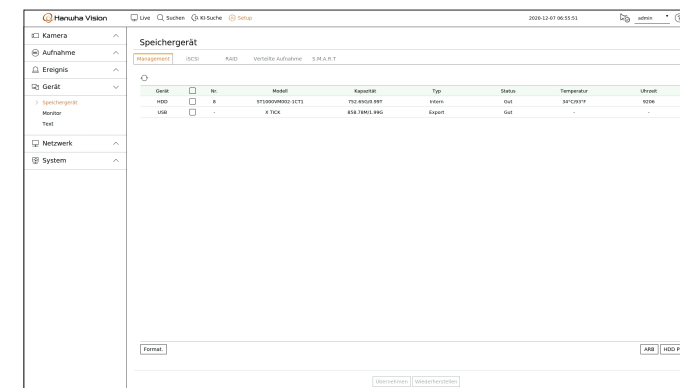 Hanwha Vision Live Suchen KI-Suche Setup 2020-12-07 06:55:51 admin
Kamera
Aufnahme
Ereignis
Gerät
Speichergerät
Monitor
Text
Netzwerk
System
Speichergerät
Management iSCSI RAID Verteilte Aufnahme S.M.A.R.T
Gerät Nr. Modell Kapazität Typ Status Temperatur Uhrzeit
HDD 8 ST1000VM002-1CT1 752.65G/0.98T Intern Gut 34°C/93°F 9206
USB - X TICK 858.78M/1.99G Export Gut - -
Format. ARB HDD P
Übernehmen Wiederherstellen